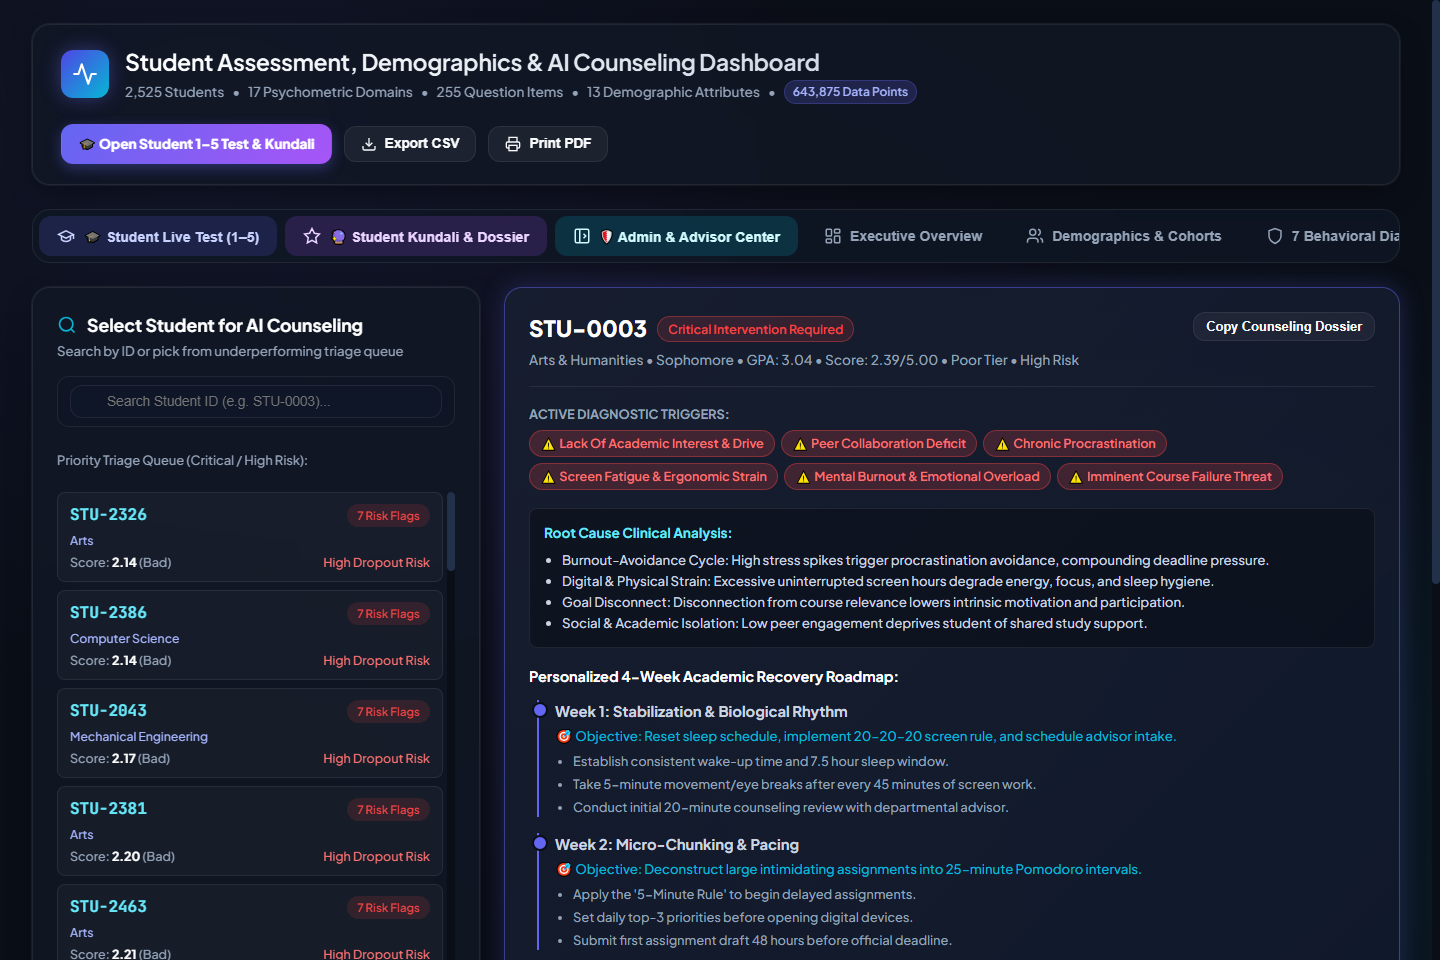 Student Assessment, Demographics & AI Counseling Dashboard
2,525 Students • 17 Psychometric Domains • 255 Question Items • 13 Demographic Attributes • 643,875 Data Points
🎓 Open Student 1–5 Test & Kundali
Export CSV
Print PDF
🎓 Student Live Test (1–5)
🔮 Student Kundali & Dossier
🛡️ Admin & Advisor Center
Executive Overview
Demographics & Cohorts
7 Behavioral Dia
Select Student for AI Counseling
Search by ID or pick from underperforming triage queue
Search Student ID (e.g. STU-0003)...
Priority Triage Queue (Critical / High Risk):
STU-2326
7 Risk Flags
Arts
Score: 2.14 (Bad)
High Dropout Risk
STU-2386
7 Risk Flags
Computer Science
Score: 2.14 (Bad)
High Dropout Risk
STU-2043
7 Risk Flags
Mechanical Engineering
Score: 2.17 (Bad)
High Dropout Risk
STU-2381
7 Risk Flags
Arts
Score: 2.20 (Bad)
High Dropout Risk
STU-2463
7 Risk Flags
Arts
Score: 2.21 (Bad)
High Dropout Risk
STU-0003
Critical Intervention Required
Copy Counseling Dossier
Arts & Humanities • Sophomore • GPA: 3.04 • Score: 2.39/5.00 • Poor Tier • High Risk
ACTIVE DIAGNOSTIC TRIGGERS:
⚠️ Lack Of Academic Interest & Drive
⚠️ Peer Collaboration Deficit
⚠️ Chronic Procrastination
⚠️ Screen Fatigue & Ergonomic Strain
⚠️ Mental Burnout & Emotional Overload
⚠️ Imminent Course Failure Threat
Root Cause Clinical Analysis:
• Burnout-Avoidance Cycle: High stress spikes trigger procrastination avoidance, compounding deadline pressure.
• Digital & Physical Strain: Excessive uninterrupted screen hours degrade energy, focus, and sleep hygiene.
• Goal Disconnect: Disconnection from course relevance lowers intrinsic motivation and participation.
• Social & Academic Isolation: Low peer engagement deprives student of shared study support.
Personalized 4-Week Academic Recovery Roadmap:
Week 1: Stabilization & Biological Rhythm
🎯 Objective: Reset sleep schedule, implement 20-20-20 screen rule, and schedule advisor intake.
• Establish consistent wake-up time and 7.5 hour sleep window.
• Take 5-minute movement/eye breaks after every 45 minutes of screen work.
• Conduct initial 20-minute counseling review with departmental advisor.
Week 2: Micro-Chunking & Pacing
🎯 Objective: Deconstruct large intimidating assignments into 25-minute Pomodoro intervals.
• Apply the '5-Minute Rule' to begin delayed assignments.
• Set daily top-3 priorities before opening digital devices.
• Submit first assignment draft 48 hours before official deadline.